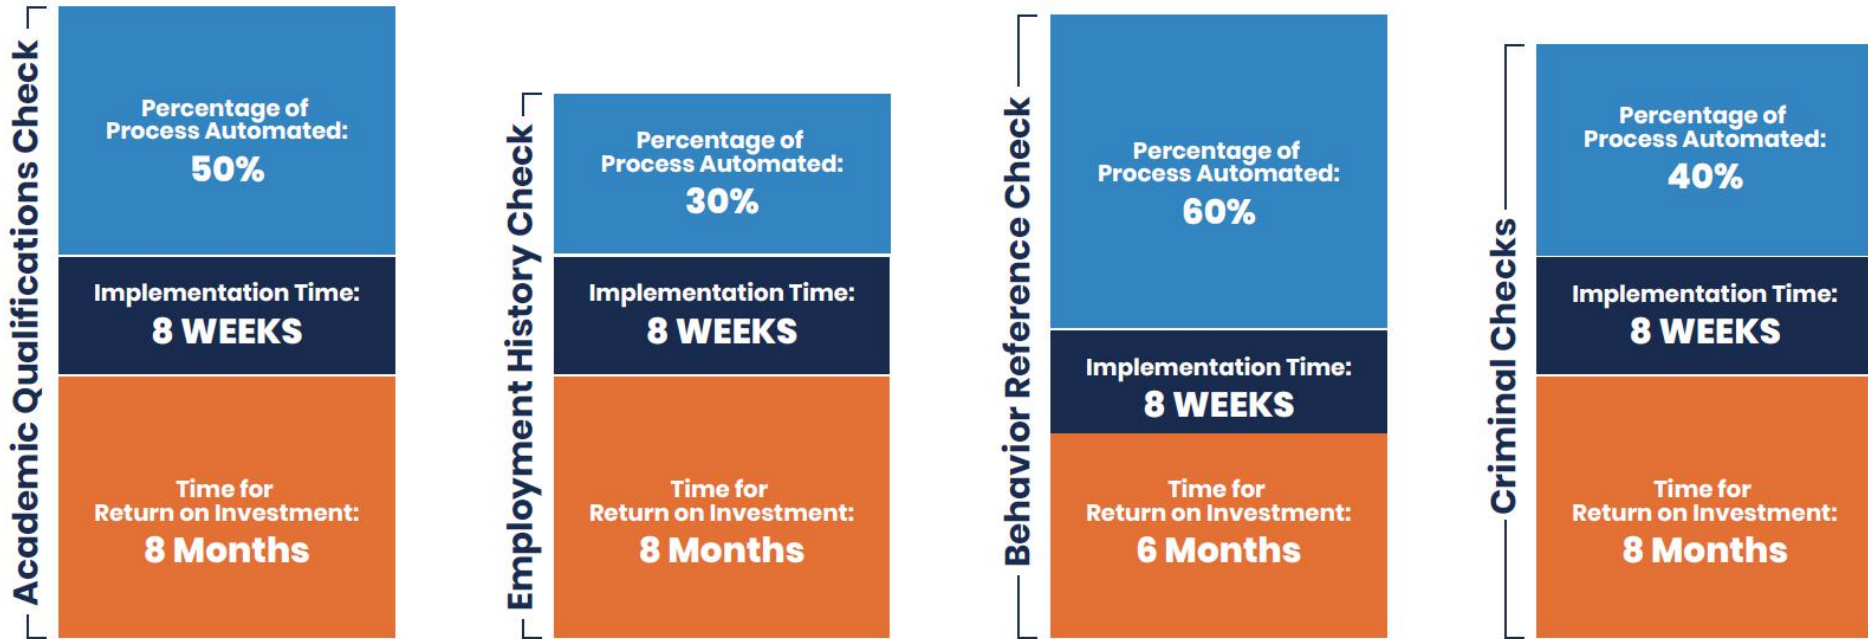 Academic Qualifications Check
Percentage of
Process Automated:
50%
Implementation Time:
8 WEEKS
Time for
Return on Investment:
8 Months
Employment History Check
Percentage of
Process Automated:
30%
Implementation Time:
8 WEEKS
Time for
Return on Investment:
8 Months
Behavior Reference Check
Percentage of
Process Automated:
60%
Implementation Time:
8 WEEKS
Time for
Return on Investment:
6 Months
Criminal Checks
Percentage of
Process Automated:
40%
Implementation Time:
8 WEEKS
Time for
Return on Investment:
8 Months